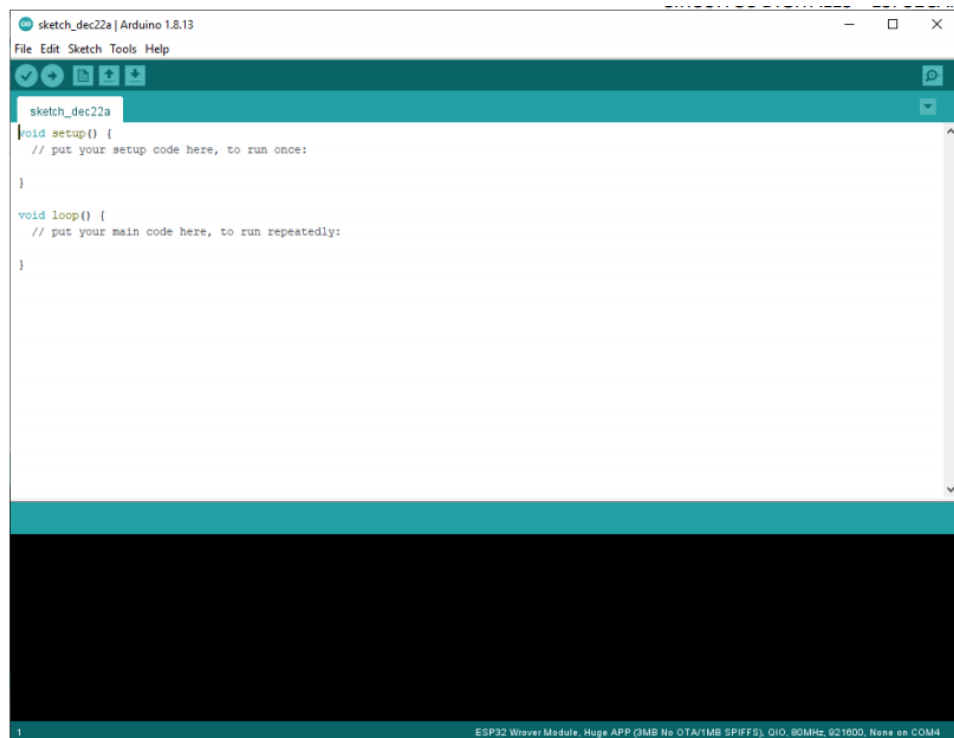 sketch_dec22a | Arduino 1.8.13
File Edit Sketch Tools Help
sketch_dec22a
void setup() {
// put your setup code here, to run once:
}
void loop() {
// put your main code here, to run repeatedly:
}
1
ESP32 Wrover Module, Huge APP (3MB No OTA/1MB SPIFFS), QIO, 80MHz, 921600, None on COM4